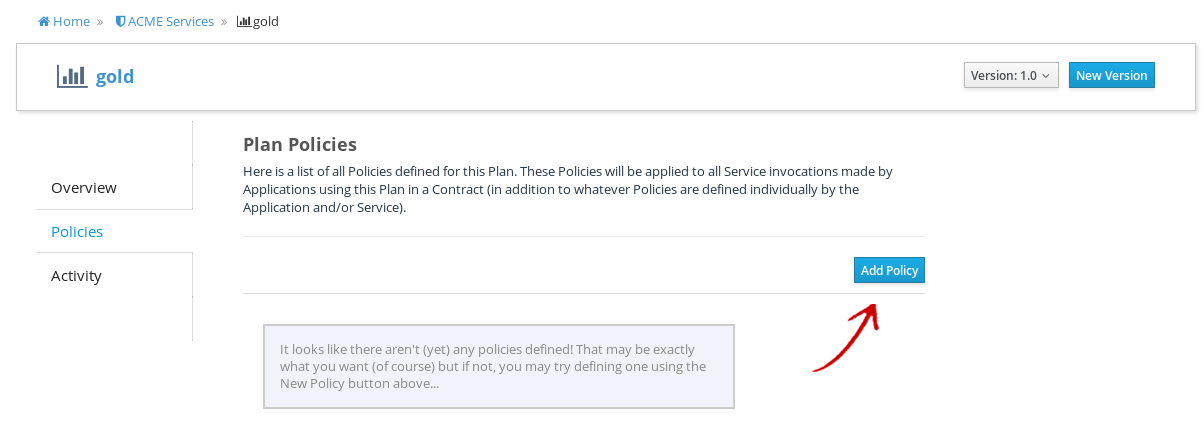 Home » ACME Services » gold
gold
Version: 1.0
New Version
Overview
Policies
Activity
Plan Policies
Here is a list of all Policies defined for this Plan. These Policies will be applied to all Service invocations made by
Applications using this Plan in a Contract (in addition to whatever Policies are defined individually by the
Application and/or Service).
Add Policy
It looks like there aren't (yet) any policies defined! That may be exactly
what you want (of course) but if not, you may try defining one using the
New Policy button above...